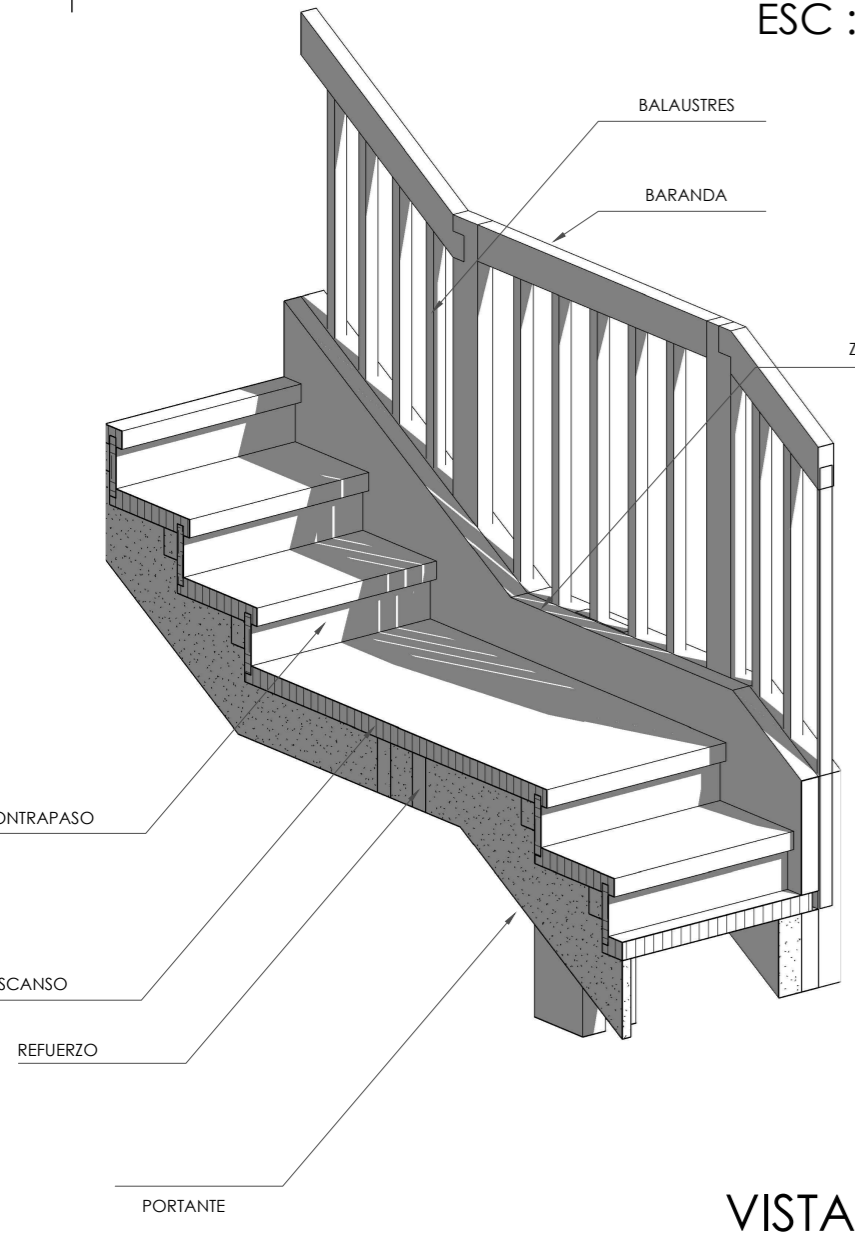 ESC :
BALAUSTRES
BARANDA
Z
ONTRAPASO
SCANSO
REFUERZO
PORTANTE
VISTA